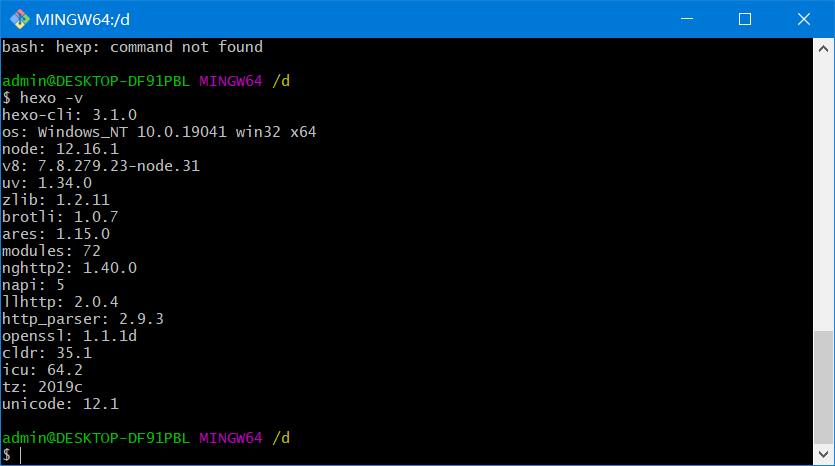 MINGW64:/d
bash: hexp: command not found
admin@DESKTOP-DF91PBL MINGW64 /d
$ hexo -v
hexo-cli: 3.1.0
os: Windows_NT 10.0.19041 win32 x64
node: 12.16.1
v8: 7.8.279.23-node.31
uv: 1.34.0
zlib: 1.2.11
brotli: 1.0.7
ares: 1.15.0
modules: 72
nghttp2: 1.40.0
napi: 5
llhttp: 2.0.4
http_parser: 2.9.3
openssl: 1.1.1d
cldr: 35.1
icu: 64.2
tz: 2019c
unicode: 12.1
admin@DESKTOP-DF91PBL MINGW64 /d
$